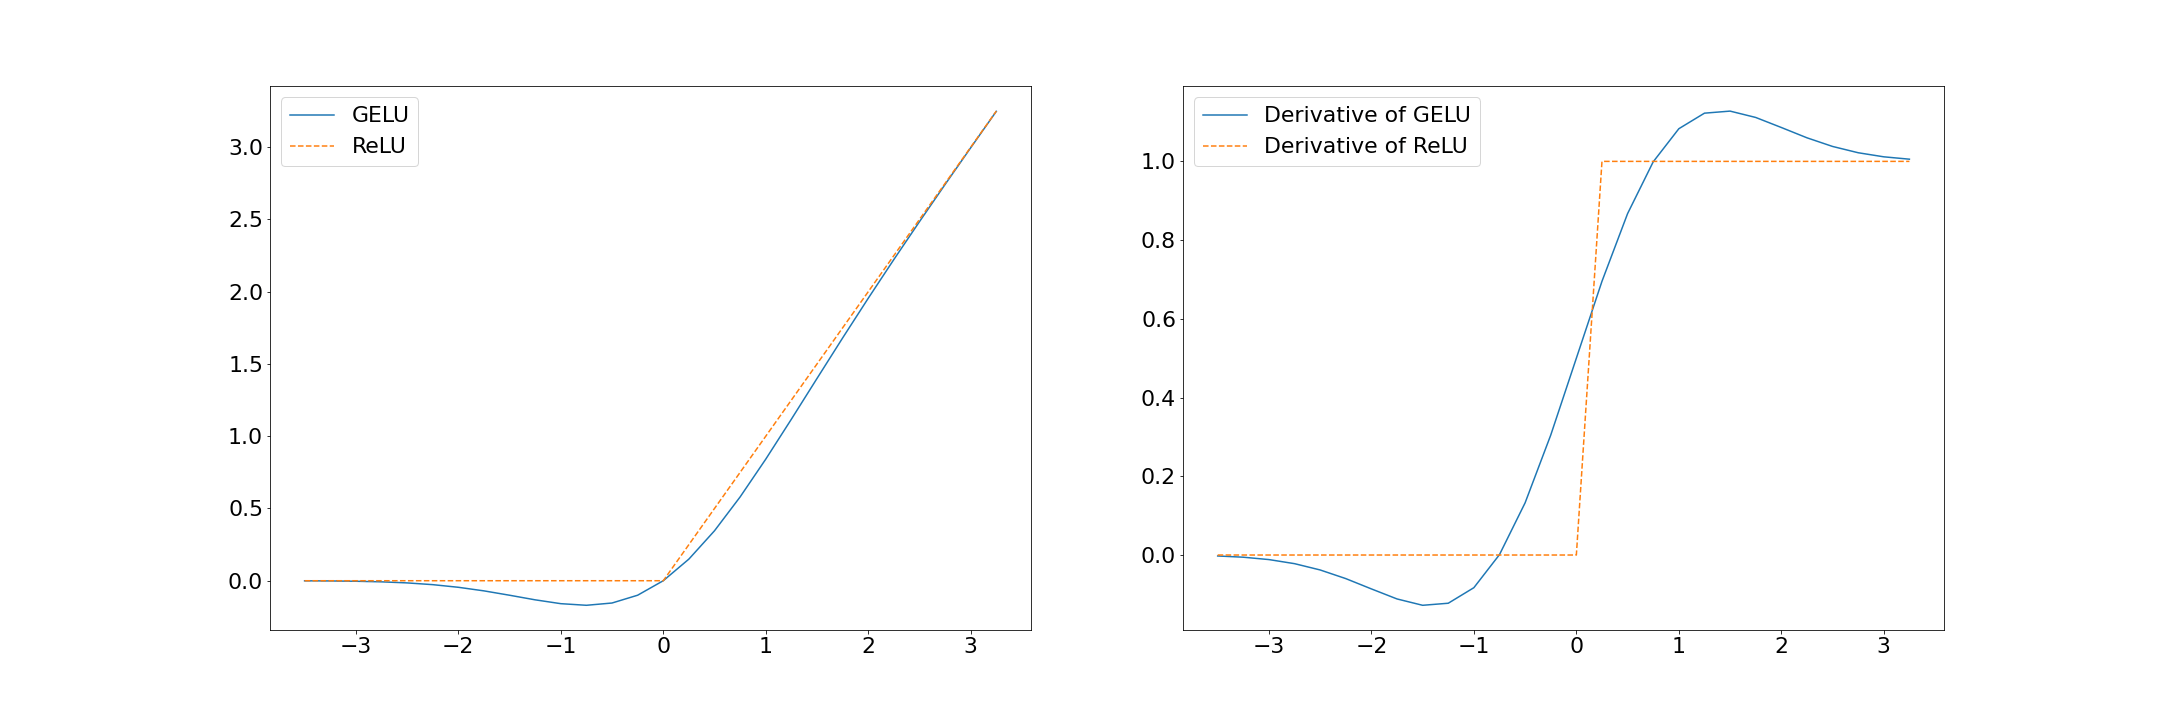 GELU
ReLU
3.0
2.5
2.0
1.5
1.0
0.5
0.0
−3 −2 −1 0 1 2 3
Derivative of GELU
Derivative of ReLU
1.0
0.8
0.6
0.4
0.2
0.0
−3 −2 −1 0 1 2 3